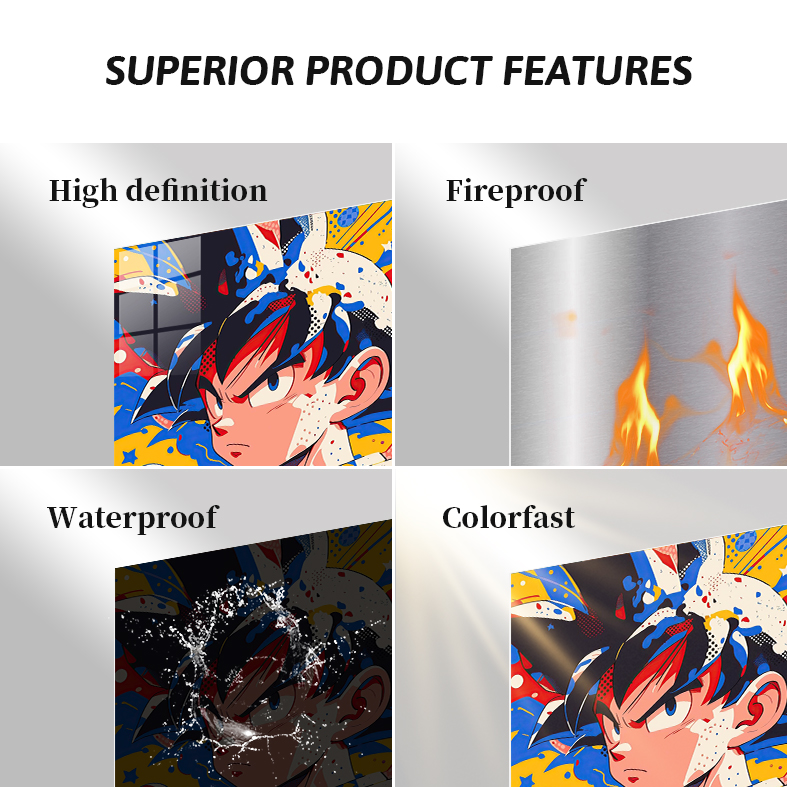 SUPERIOR PRODUCT FEATURES
High definition
Fireproof
Waterproof
Colorfast